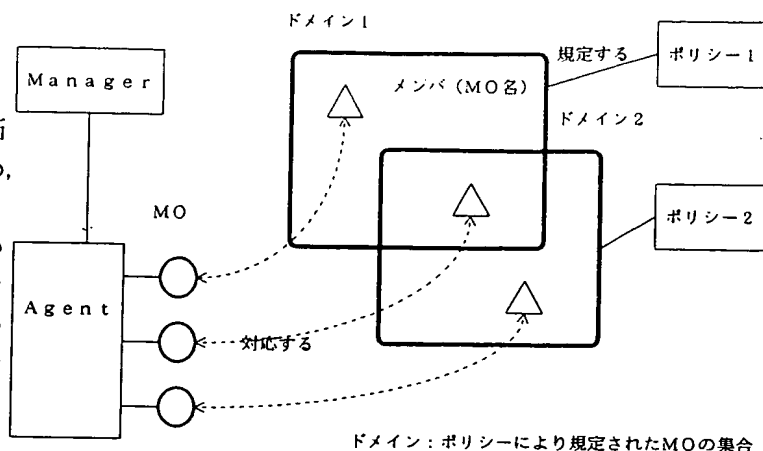 ドメイン1
Manager
規定する
ポリシー1
メンバ(MO名)
ドメイン2
MO
ポリシー2
Agent
対応する
ドメイン:ポリシーにより規定されたMOの集合